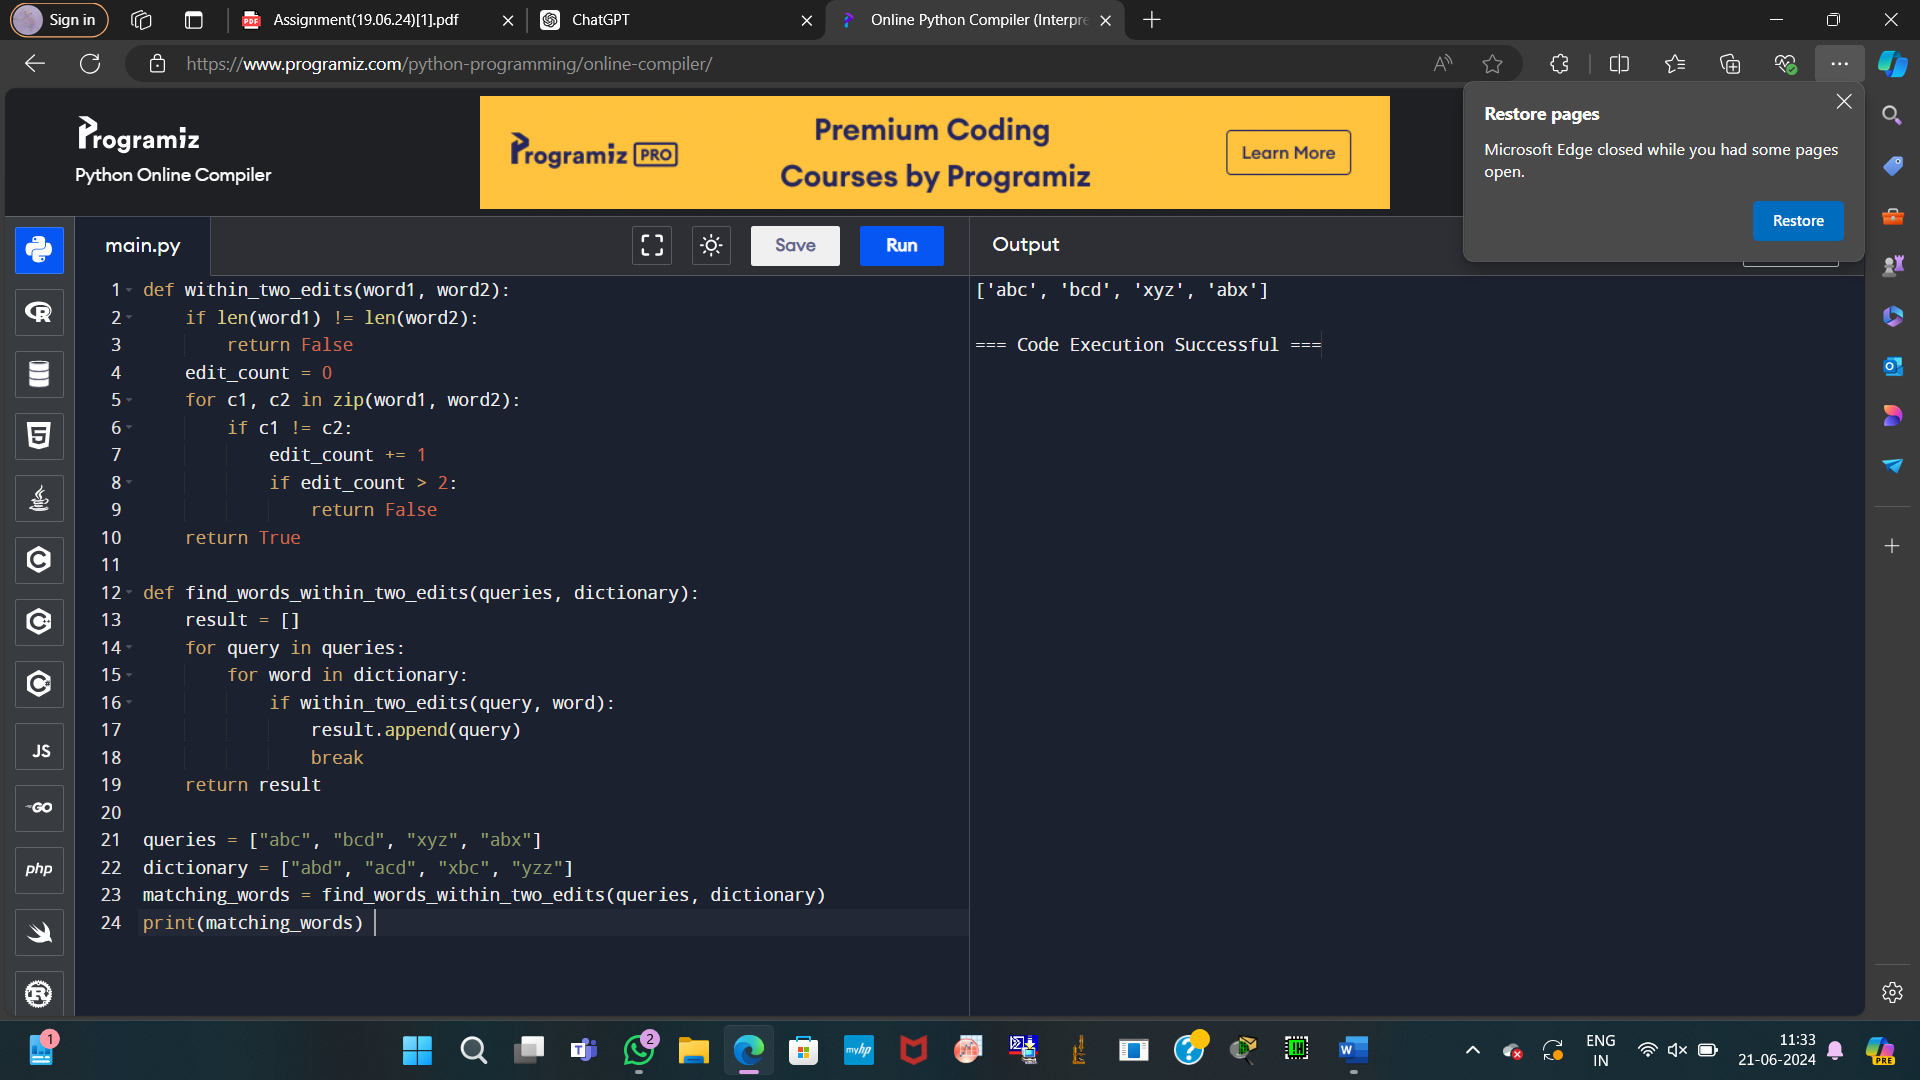 Sign in
Assignment(19.06.24)[1].pdf
ChatGPT
Online Python Compiler (Interpre
https://www.programiz.com/python-programming/online-compiler/
Programiz
Python Online Compiler
Programiz PRO
Premium Coding
Courses by Programiz
Learn More
Restore pages
Microsoft Edge closed while you had some pages
open.
Restore
main.py
Save
Run
Output
1 def within_two_edits(word1, word2):
2     if len(word1) != len(word2):
3         return False
4     edit_count = 0
5     for c1, c2 in zip(word1, word2):
6         if c1 != c2:
7             edit_count += 1
8             if edit_count > 2:
9                 return False
10     return True
11
12 def find_words_within_two_edits(queries, dictionary):
13     result = []
14     for query in queries:
15         for word in dictionary:
16             if within_two_edits(query, word):
17                 result.append(query)
18                 break
19     return result
20
21 queries = ["abc", "bcd", "xyz", "abx"]
22 dictionary = ["abd", "acd", "xbc", "yzz"]
23 matching_words = find_words_within_two_edits(queries, dictionary)
24 print(matching_words)
['abc', 'bcd', 'xyz', 'abx']
=== Code Execution Successful ===
JS
GO
php
1
2
ENG
IN
11:33
21-06-2024
PRE